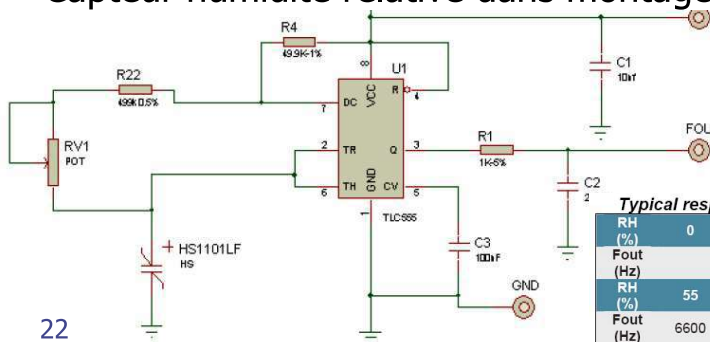 Capteur humidité relative dans montage
R4
49.9K-1%
R22
499K 0.5%
RV1
POT
HS1101LF
HS
U1
8
VCC
R
4
7
DC
2
TR
Q
3
6
TH
GND
CV
5
1
TLC555
R1
1K-5%
C1
10nF
FOU
C2
2
C3
100nF
GND
Typical resp
RH (%) 0
Fout (Hz)
RH (%) 55
Fout (Hz) 6600
22